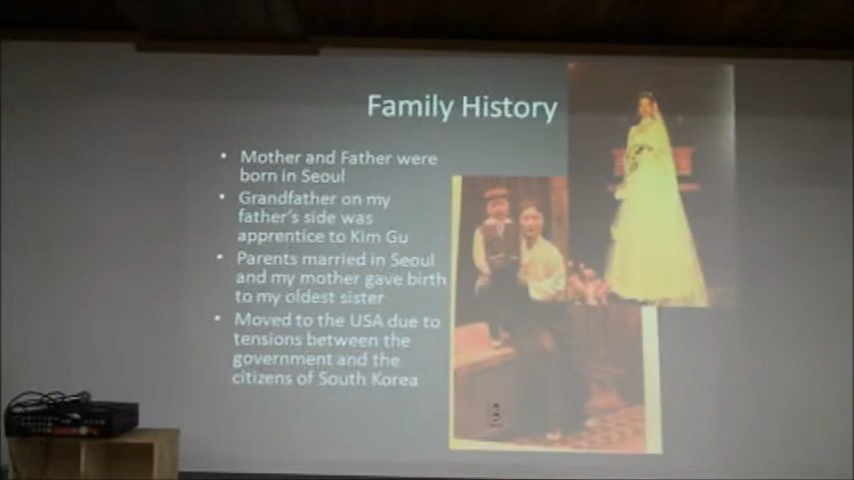 Family History
• Mother and Father were
born in Seoul
• Grandfather on my
father's side was
apprentice to Kim Gu
• Parents married in Seoul
and my mother gave birth
to my oldest sister
• Moved to the USA due to
tensions between the
government and the
citizens of South Korea